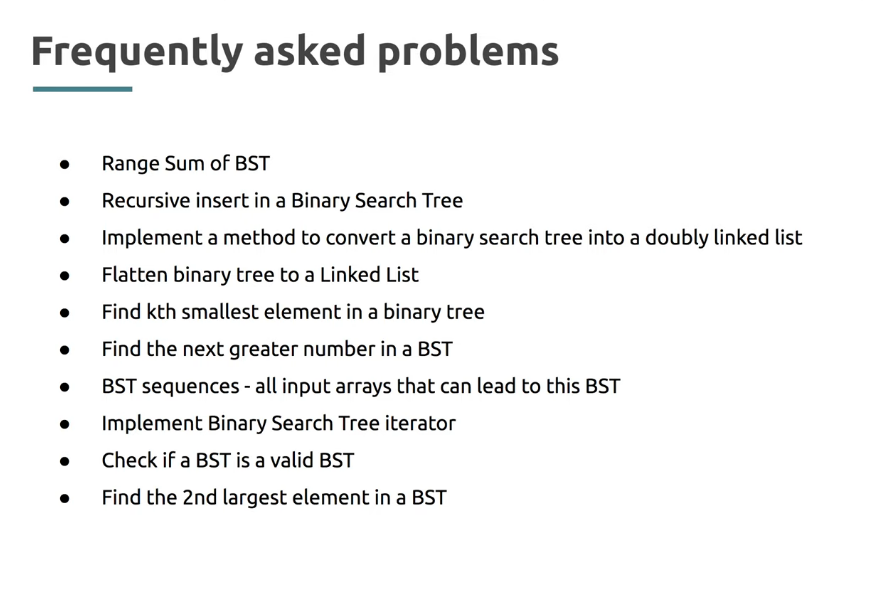 Frequently asked problems
● Range Sum of BST
● Recursive insert in a Binary Search Tree
● Implement a method to convert a binary search tree into a doubly linked list
● Flatten binary tree to a Linked List
● Find kth smallest element in a binary tree
● Find the next greater number in a BST
● BST sequences - all input arrays that can lead to this BST
● Implement Binary Search Tree iterator
● Check if a BST is a valid BST
● Find the 2nd largest element in a BST